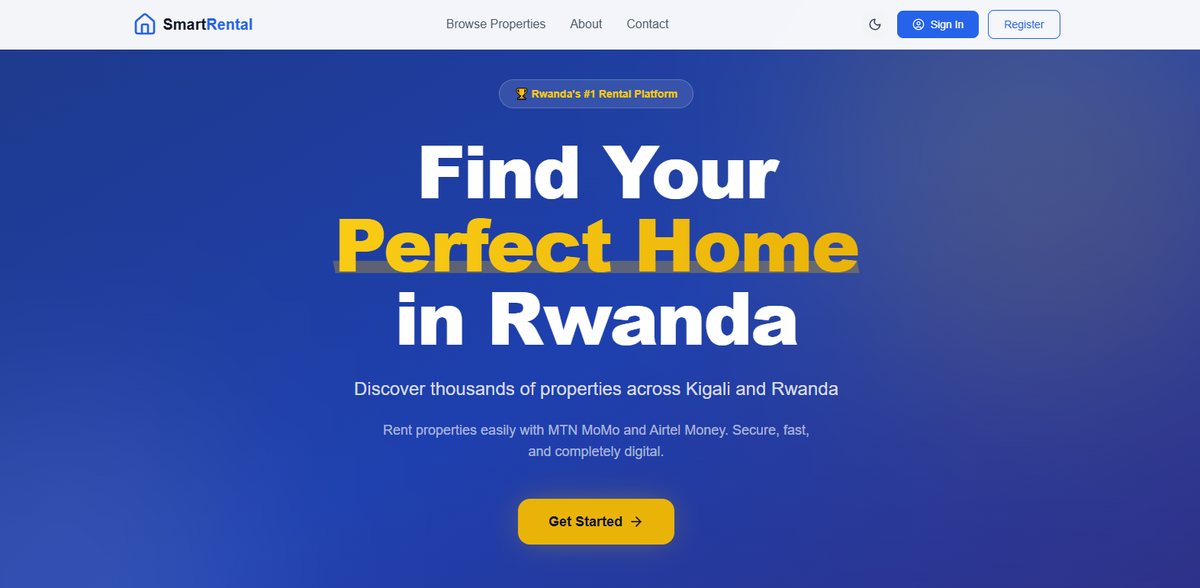 SmartRental
Browse Properties
About
Contact
Sign In
Register
Rwanda's #1 Rental Platform
Find Your
Perfect Home
in Rwanda
Discover thousands of properties across Kigali and Rwanda
Rent properties easily with MTN MoMo and Airtel Money. Secure, fast,
and completely digital.
Get Started